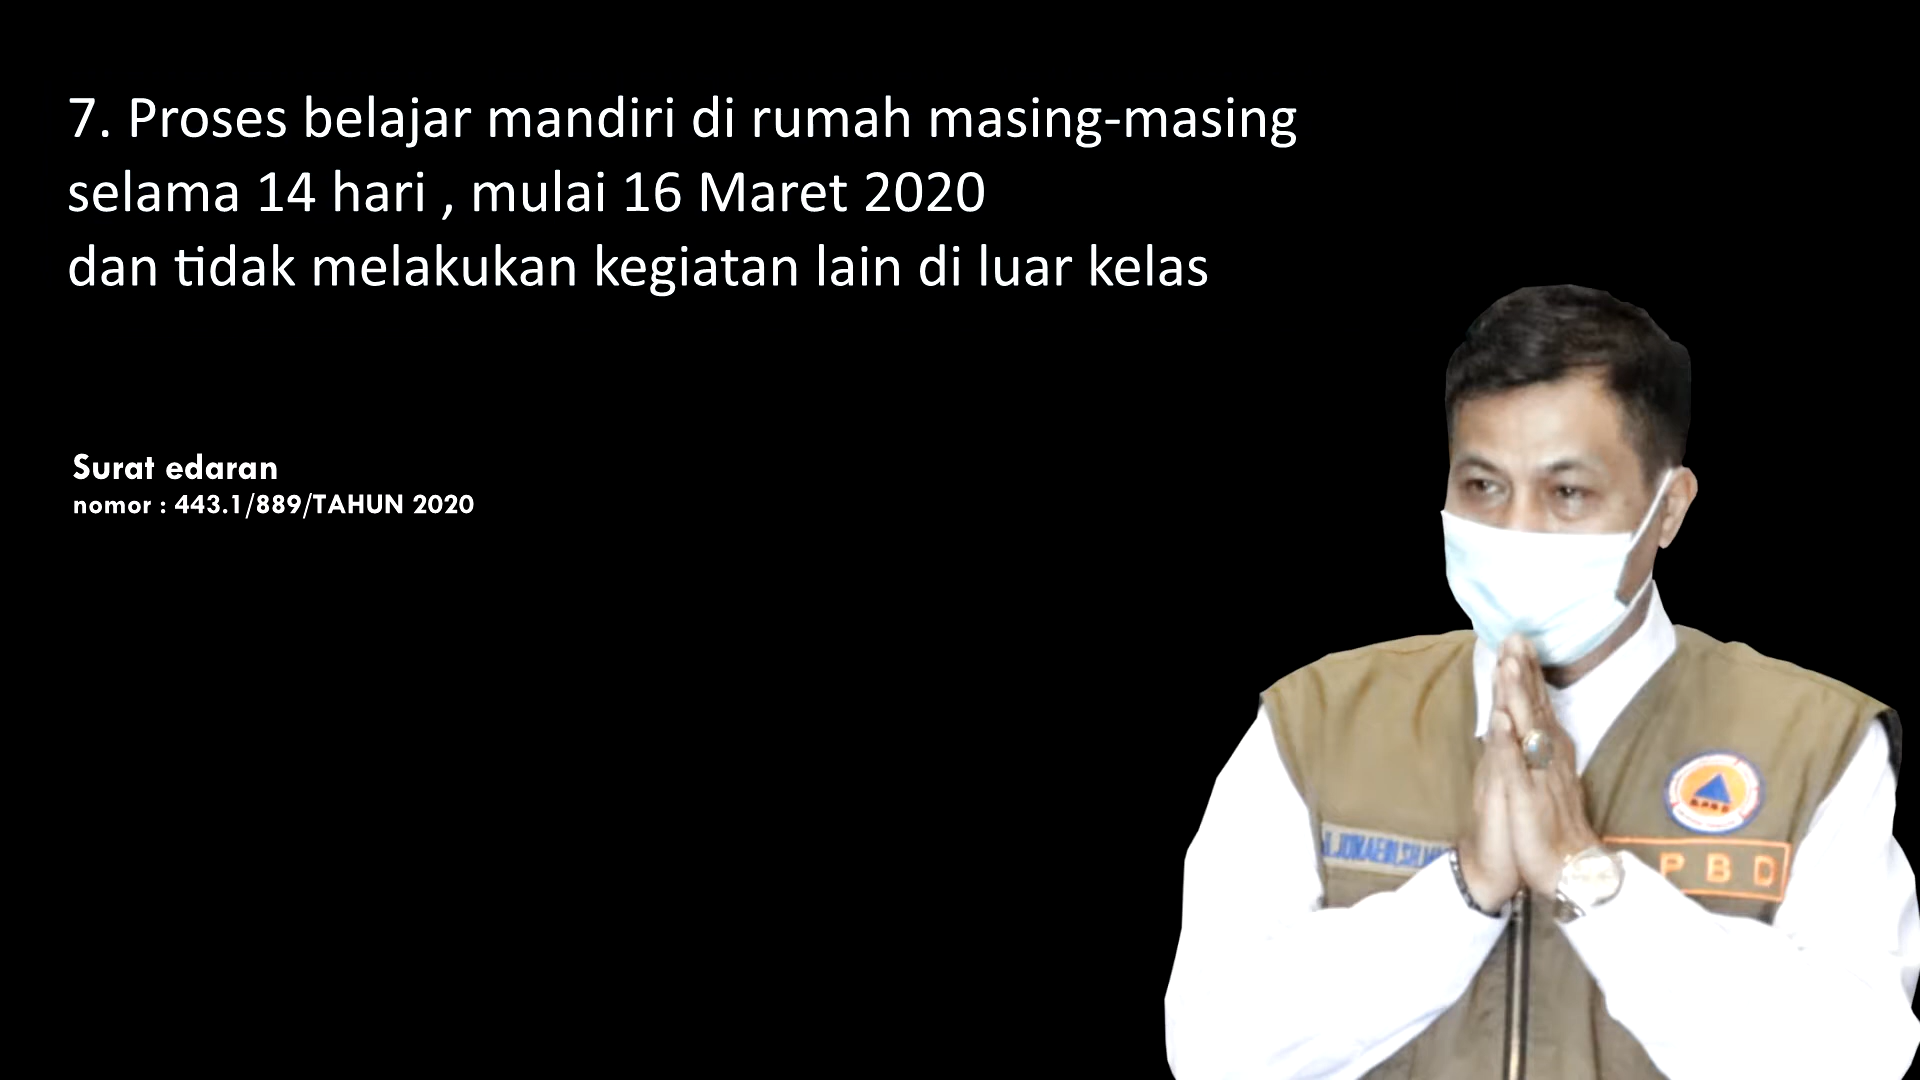 7. Proses belajar mandiri di rumah masing-masing
selama 14 hari , mulai 16 Maret 2020
dan tidak melakukan kegiatan lain di luar kelas
Surat edaran
nomor : 443.1/889/TAHUN 2020
PBD